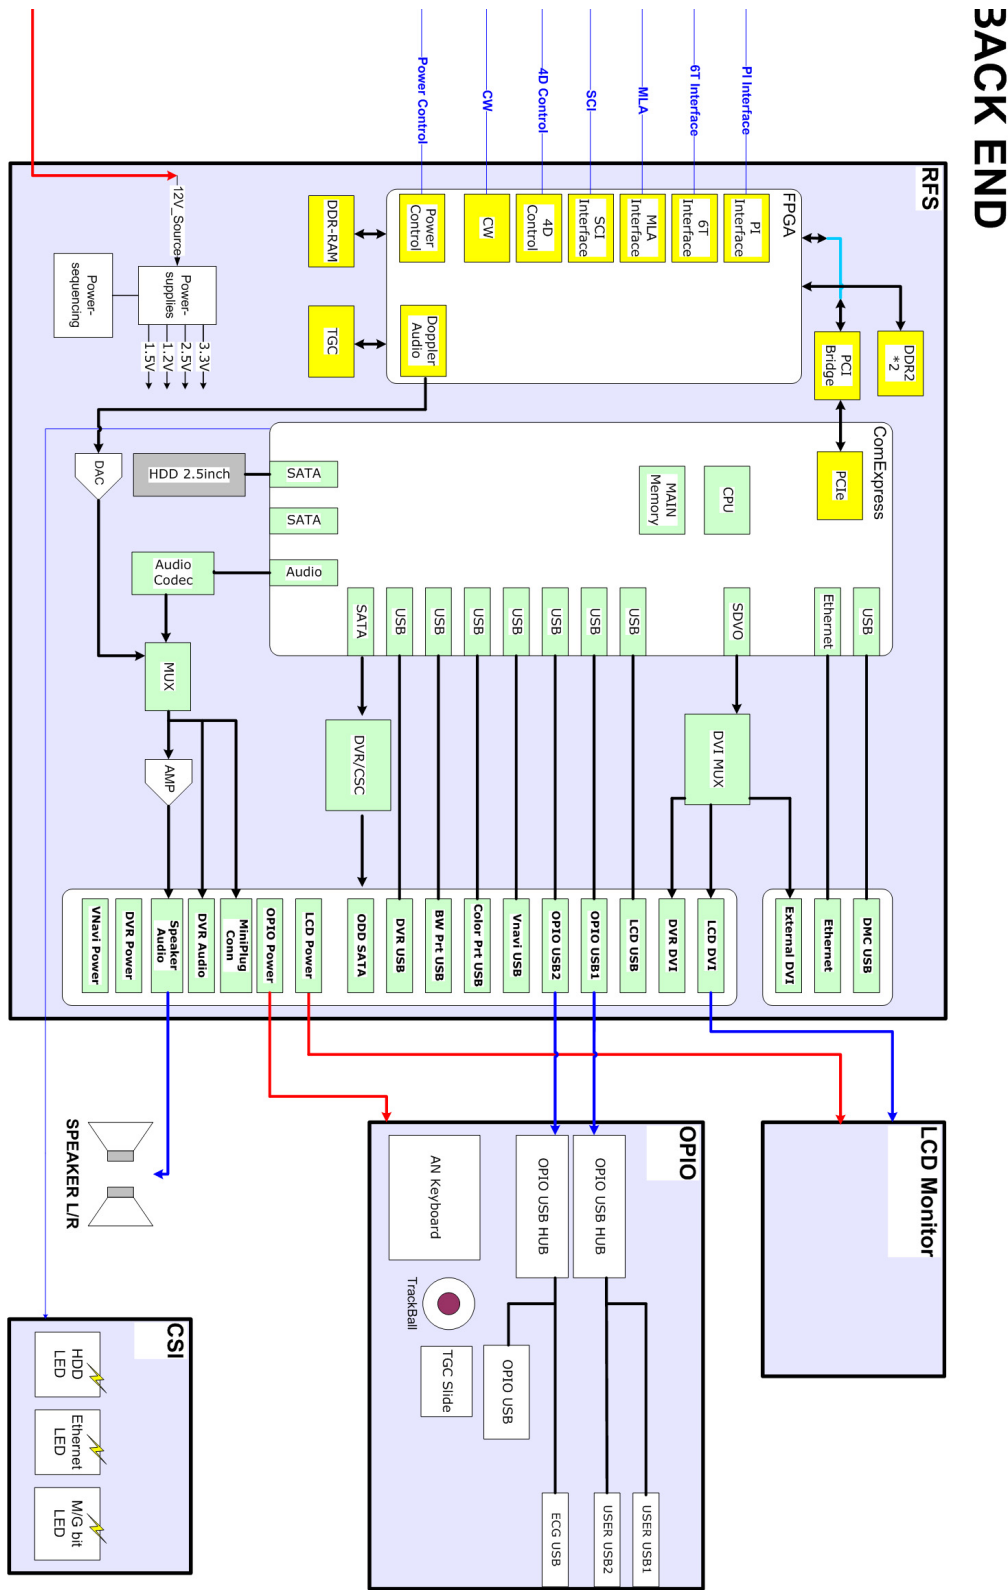 BACK END
PI Interface
6T Interface
MLA
SCI
4D Control
CW
Power Control
RFS
FPGA
PI
Interface
6T
Interface
MLA
Interface
SCI
Interface
4D
Control
CW
Power
Control
Doppler
Audio
DDR-RAM
TGC
DDR2
*2
PCI
Bridge
12V_Source
Power-
supplies
Power-
sequencing
3.3V
2.5V
1.2V
1.5V
ComExpress
PCIe
CPU
MAIN
Memory
SATA
SATA
Audio
HDD 2.5inch
DAC
Audio
Codec
MUX
AMP
USB
Ethernet
SDVO
USB
USB
USB
USB
USB
USB
USB
SATA
DVI MUX
DVR/CSC
DMC USB
Ethernet
External DVI
LCD DVI
DVR DVI
LCD USB
OPIO USB1
OPIO USB2
Vnavi USB
Color Prt USB
BW Prt USB
DVR USB
ODD SATA
LCD Power
OPIO Power
MiniPlug
Conn
DVR Audio
Speaker
Audio
DVR Power
VNavi Power
LCD Monitor
OPIO
OPIO USB HUB
OPIO USB HUB
AN Keyboard
TrackBall
TGC Slide
OPIO USB
USER USB1
USER USB2
ECG USB
SPEAKER L/R
CSI
HDD
LED
Ethernet
LED
M/G bit
LED